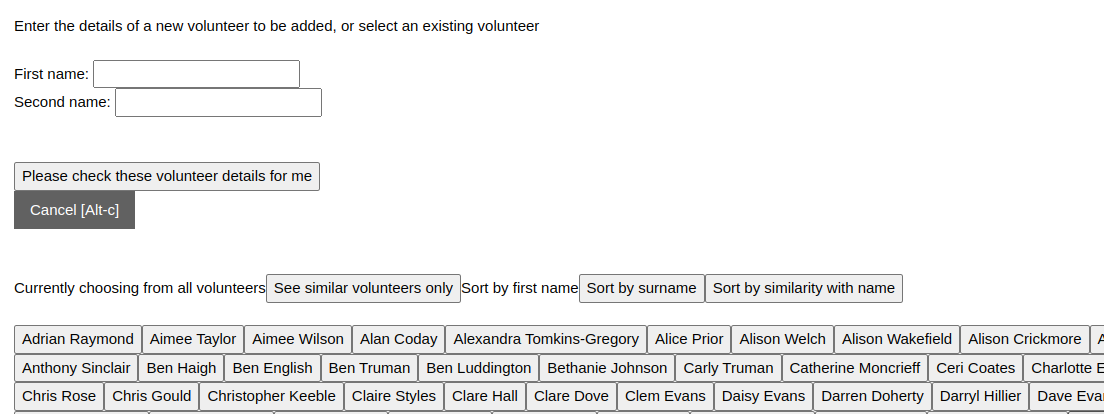 Enter the details of a new volunteer to be added, or select an existing volunteer
First name:
Second name:
Please check these volunteer details for me
Cancel [Alt-c]
Currently choosing from all volunteers See similar volunteers only Sort by first name Sort by surname Sort by similarity with name
Adrian Raymond Aimee Taylor Aimee Wilson Alan Coday Alexandra Tomkins-Gregory Alice Prior Alison Welch Alison Wakefield Alison Crickmore
Anthony Sinclair Ben Haigh Ben English Ben Truman Ben Luddington Bethanie Johnson Carly Truman Catherine Moncrieff Ceri Coates Charlotte
Chris Rose Chris Gould Christopher Keeble Claire Styles Clare Hall Clare Dove Clem Evans Daisy Evans Darren Doherty Darryl Hillier Dave